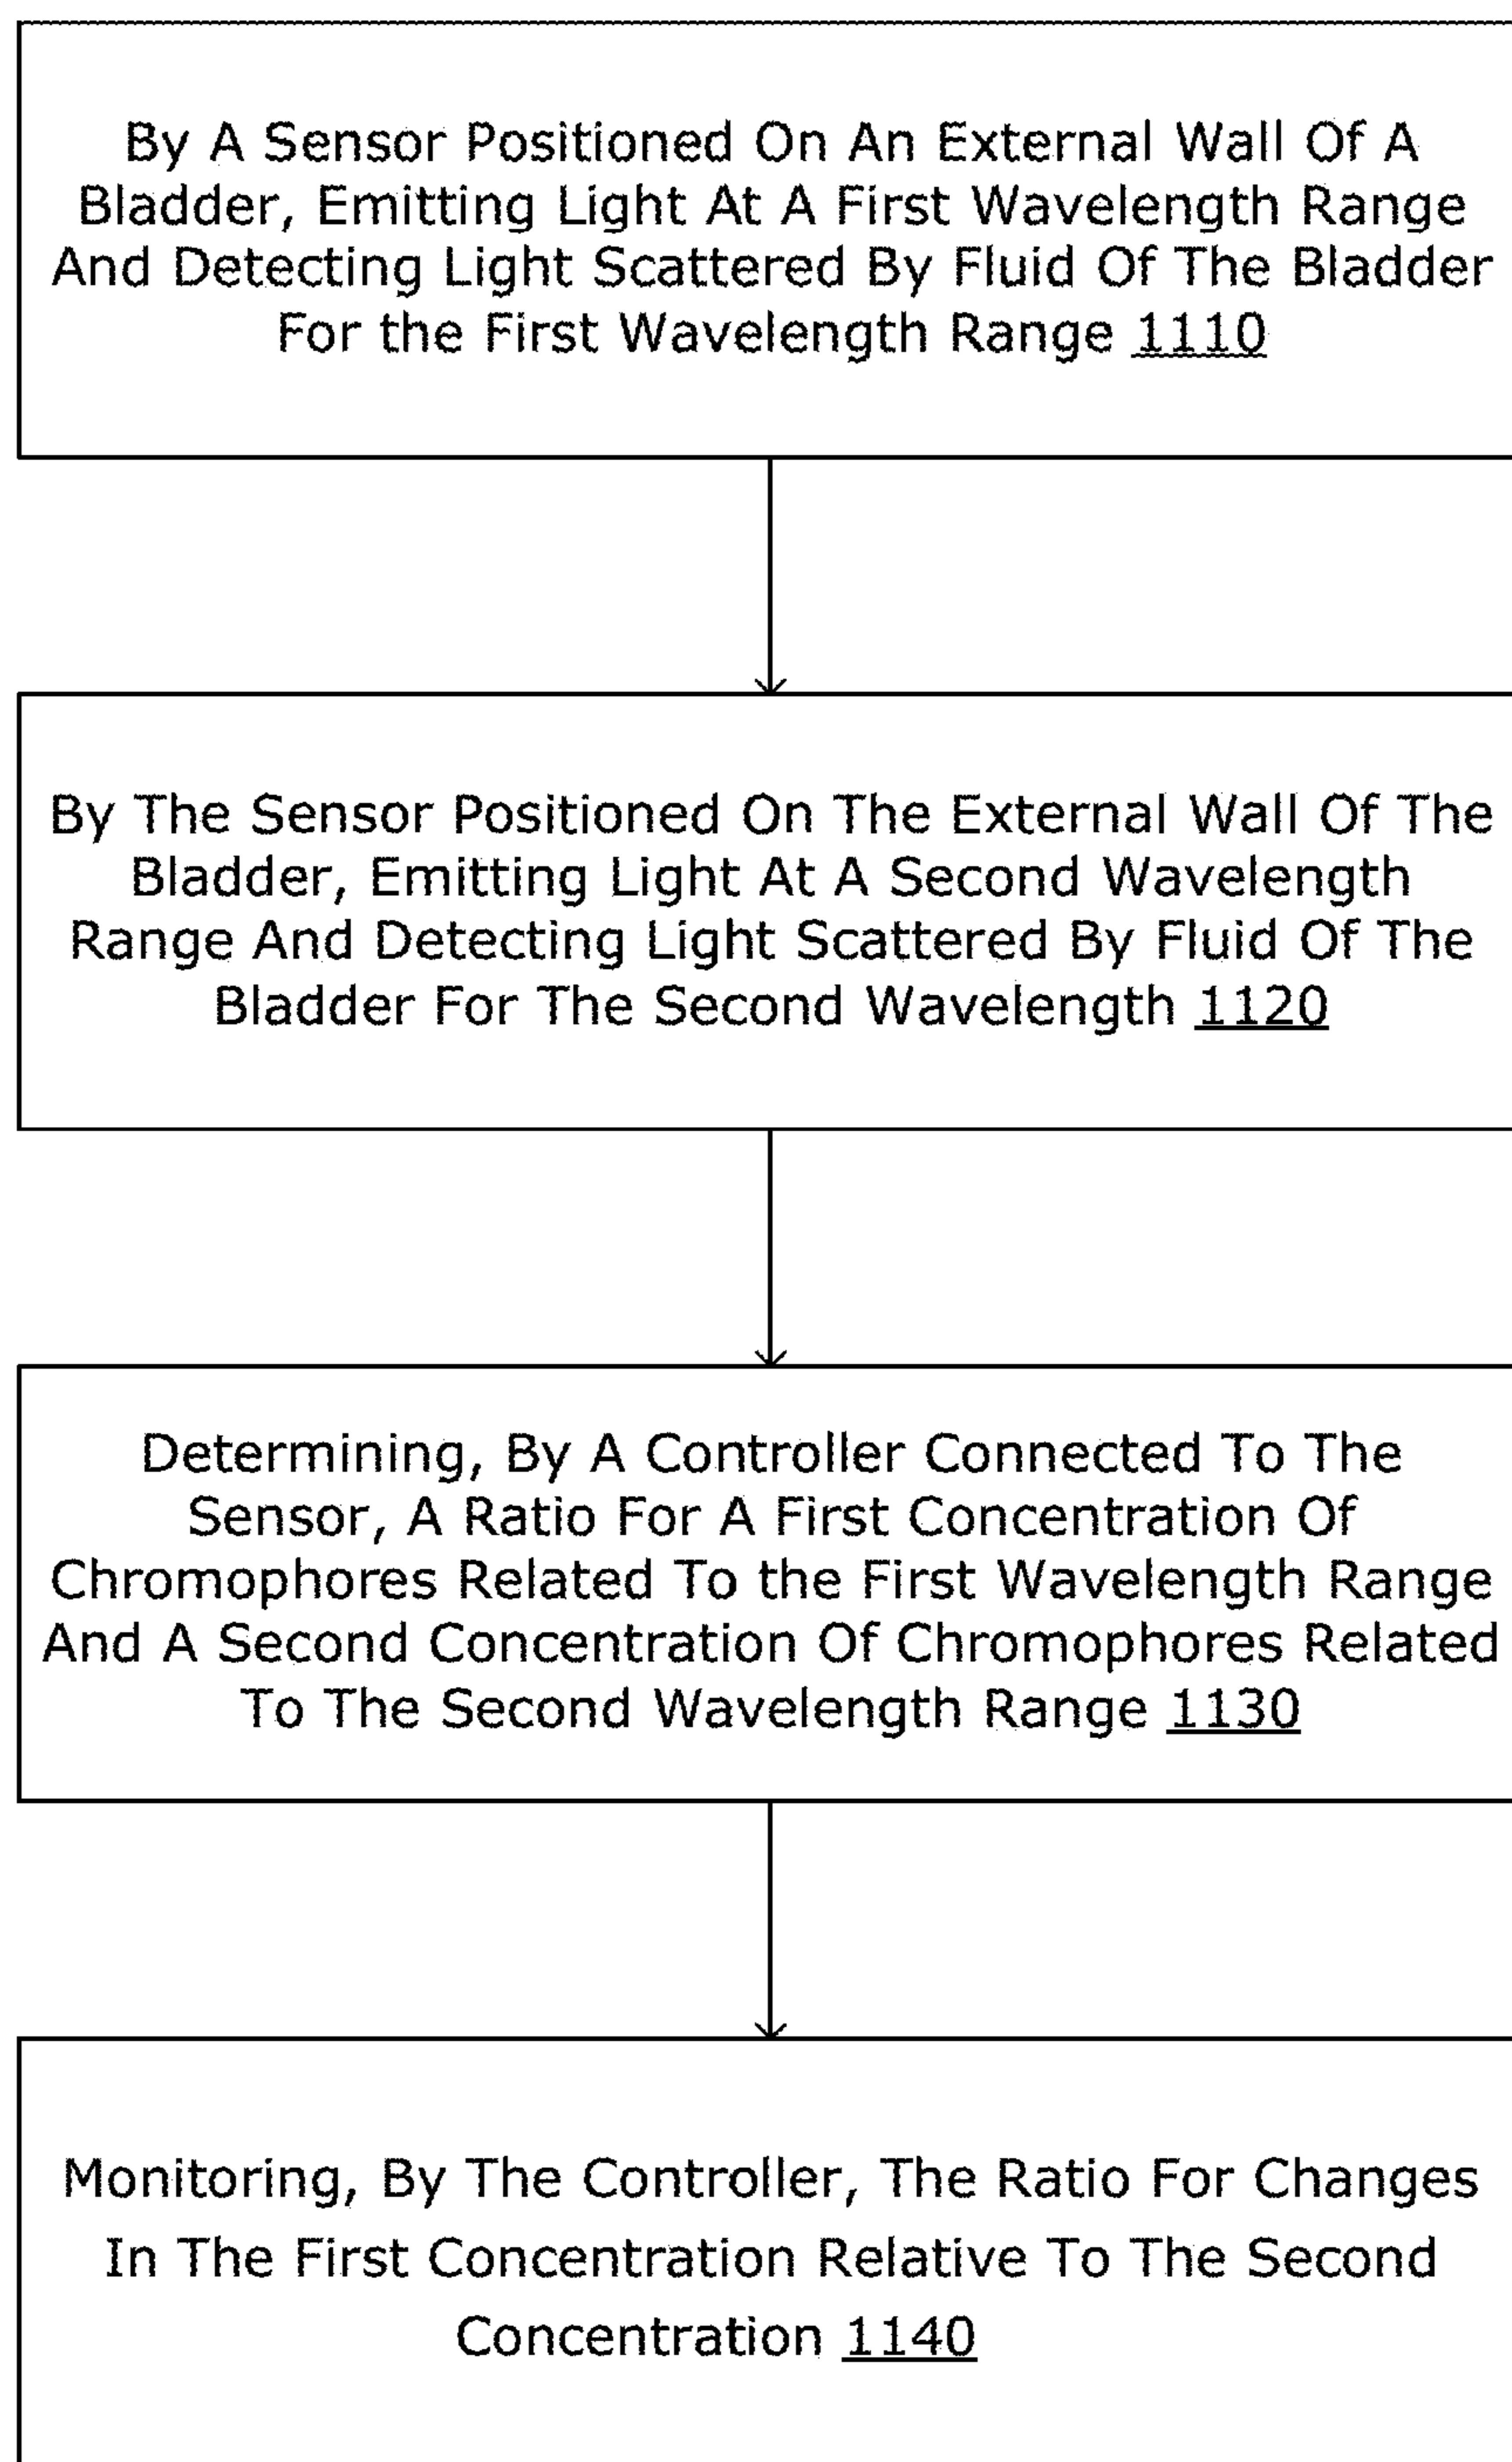 By A Sensor Positioned On An External Wall Of A
Bladder, Emitting Light At A First Wavelength Range
And Detecting Light Scattered By Fluid Of The Bladder
For the First Wavelength Range 1110
By The Sensor Positioned On The External Wall Of The
Bladder, Emitting Light At A Second Wavelength
Range And Detecting Light Scattered By Fluid Of The
Bladder For The Second Wavelength 1120
Determining, By A Controller Connected To The
Sensor, A Ratio For A First Concentration Of
Chromophores Related To the First Wavelength Range
And A Second Concentration Of Chromophores Related
To The Second Wavelength Range 1130
Monitoring, By The Controller, The Ratio For Changes
In The First Concentration Relative To The Second
Concentration 1140